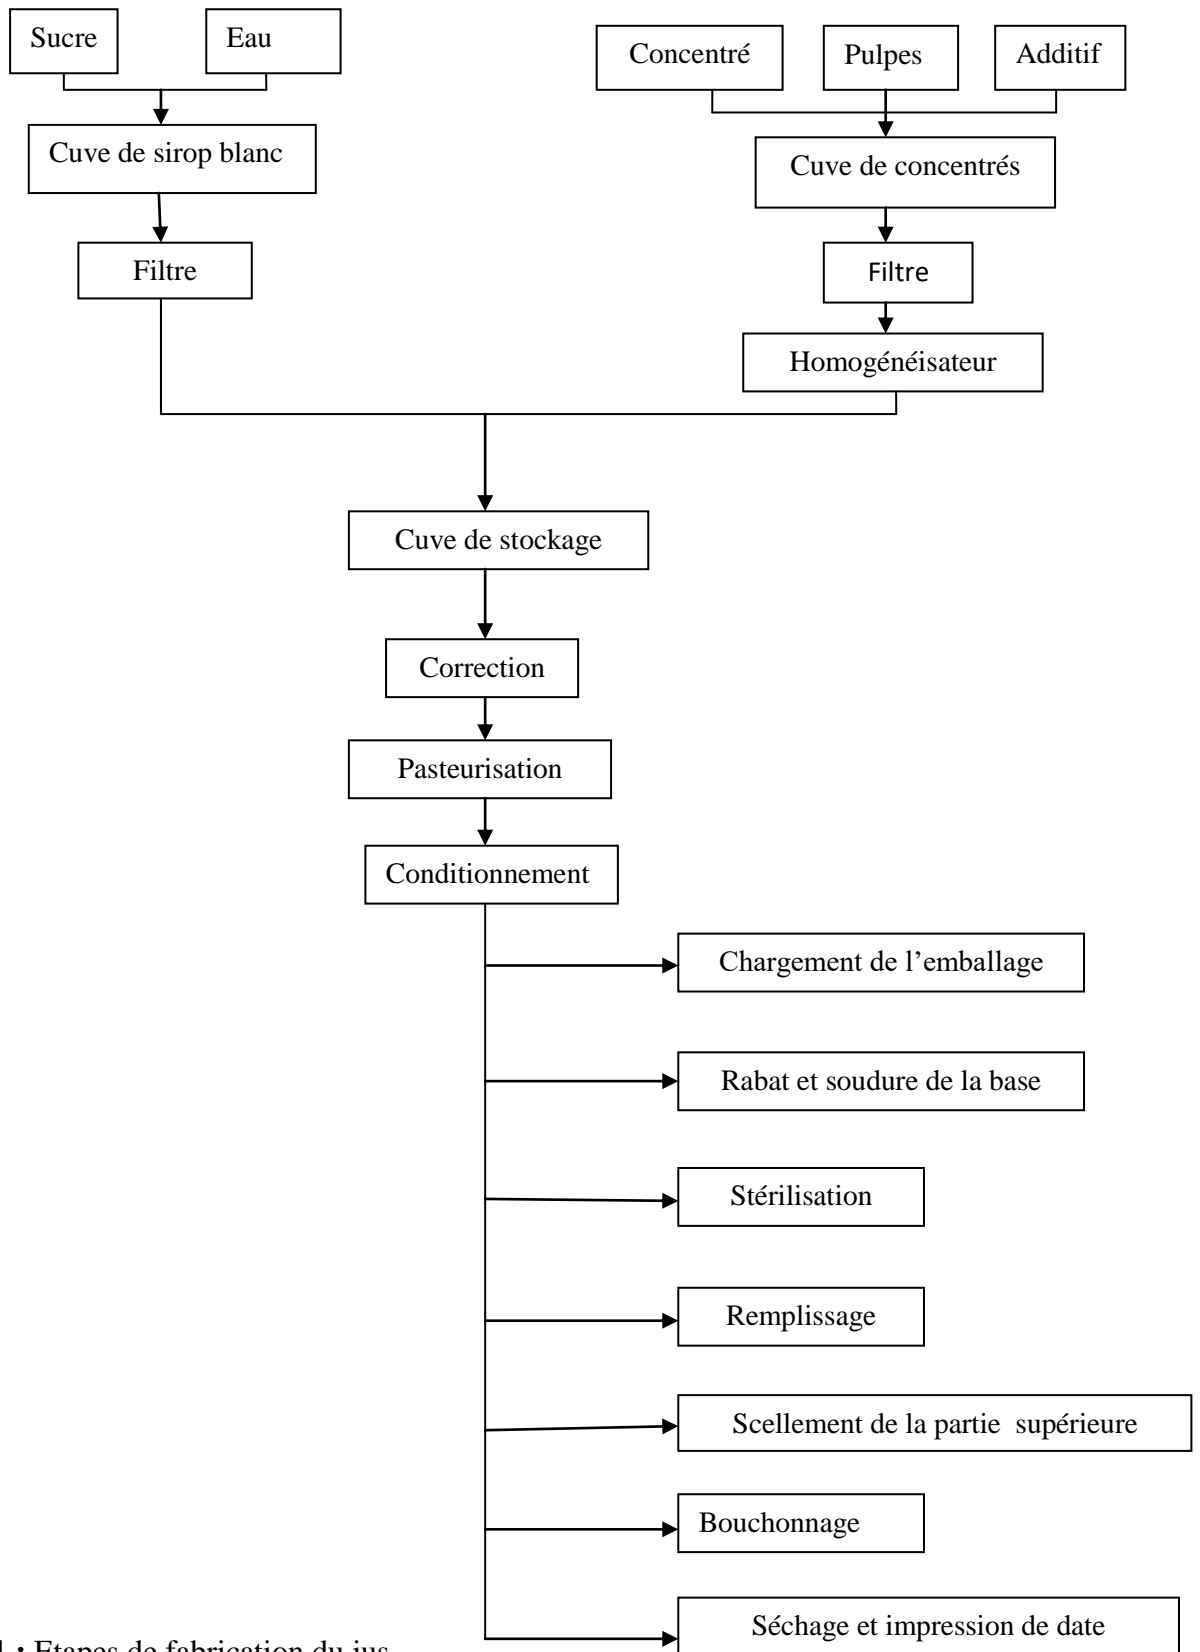 Sucre
Eau
Concentré
Pulpes
Additif
Cuve de sirop blanc
Cuve de concentrés
Filtre
Filtre
Homogénéisateur
Cuve de stockage
Correction
Pasteurisation
Conditionnement
Chargement de l’emballage
Rabat et soudure de la base
Stérilisation
Remplissage
Scellement de la partie supérieure
Bouchonnage
Séchage et impression de date
: Etapes de fabrication du jus